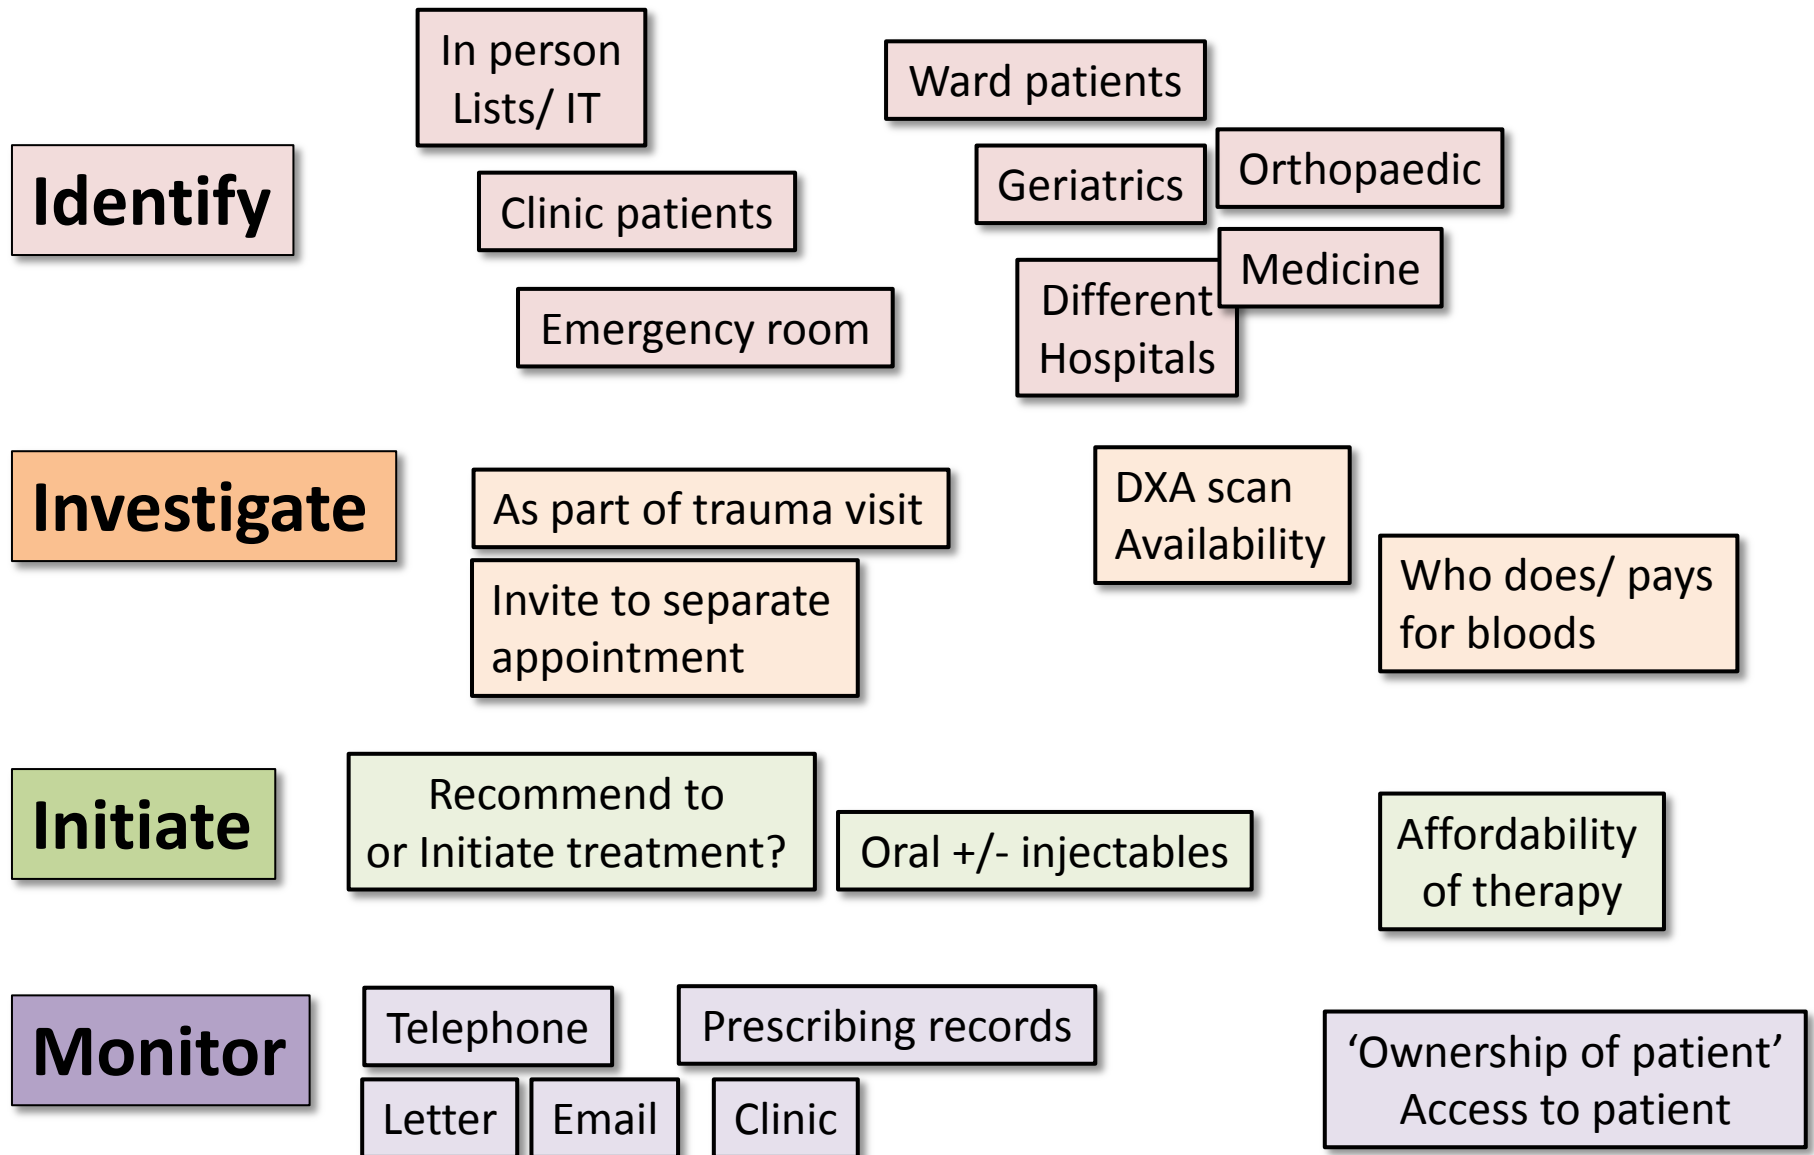 Identify
In person
Lists/ IT
Clinic patients
Emergency room
Ward patients
Geriatrics
Orthopaedic
Medicine
Different
Hospitals
Investigate
As part of trauma visit
Invite to separate
appointment
DXA scan
Availability
Who does/ pays
for bloods
Initiate
Recommend to
or Initiate treatment?
Oral +/- injectables
Affordability
of therapy
Monitor
Telephone
Prescribing records
Letter
Email
Clinic
‘Ownership of patient’
Access to patient